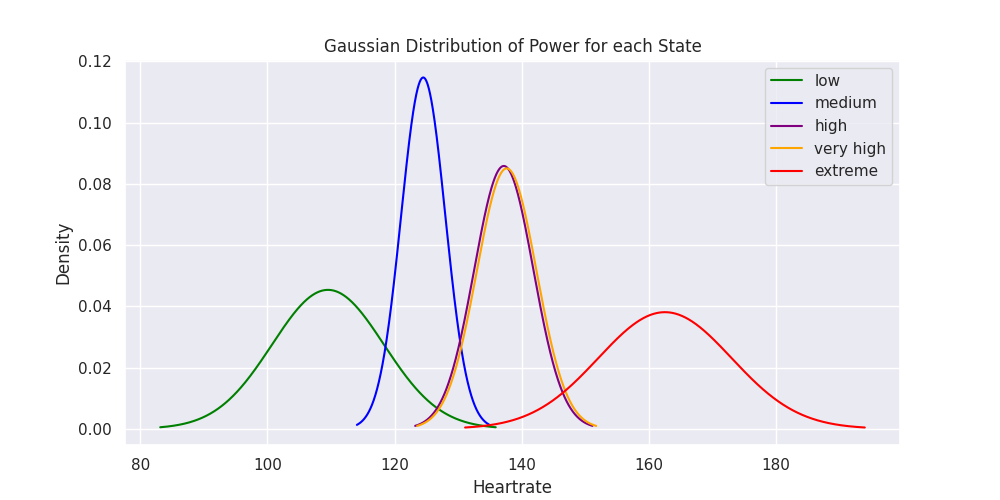 Gaussian Distribution of Power for each State
0.12
0.10
0.08
0.06
0.04
0.02
0.00
Density
80 100 120 140 160 180
Heartrate
low
medium
high
very high
extreme